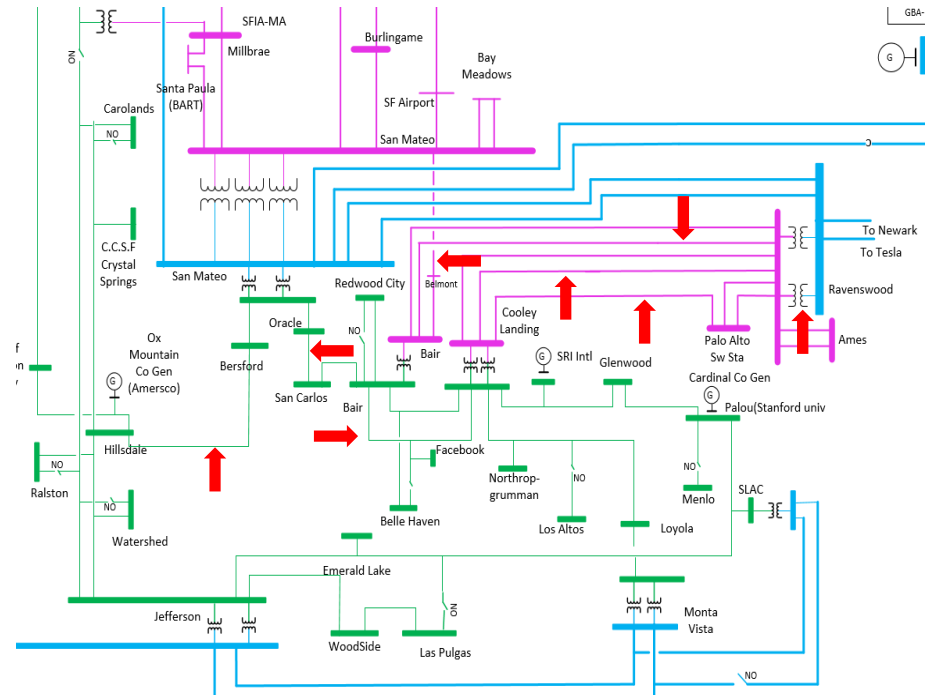 GBA-
SFIA-MA
Millbrae
Burlingame
Bay
Meadows
G
NO
Santa Paula
(BART)
SF Airport
Carolands
NO
San Mateo
C.C.S.F
Crystal
Springs
To Newark
To Tesla
San Mateo
Redwood City
Belmont
Ravenswood
Oracle
Cooley
Landing
Ox
Mountain
Co Gen
(Amersco)
NO
Bair
Palo Alto
Sw Sta
Ames
f
on
y
Bersford
G
SRI Intl
Glenwood
G
San Carlos
Bair
Cardinal Co Gen
G
Palou(Stanford univ
Hillsdale
Facebook
NO
Ralston
NO
Northrop-
grumman
NO
Menlo
SLAC
NO
Watershed
Belle Haven
Los Altos
Loyola
Emerald Lake
Jefferson
NO
Monta
Vista
WoodSide
Las Pulgas
NO